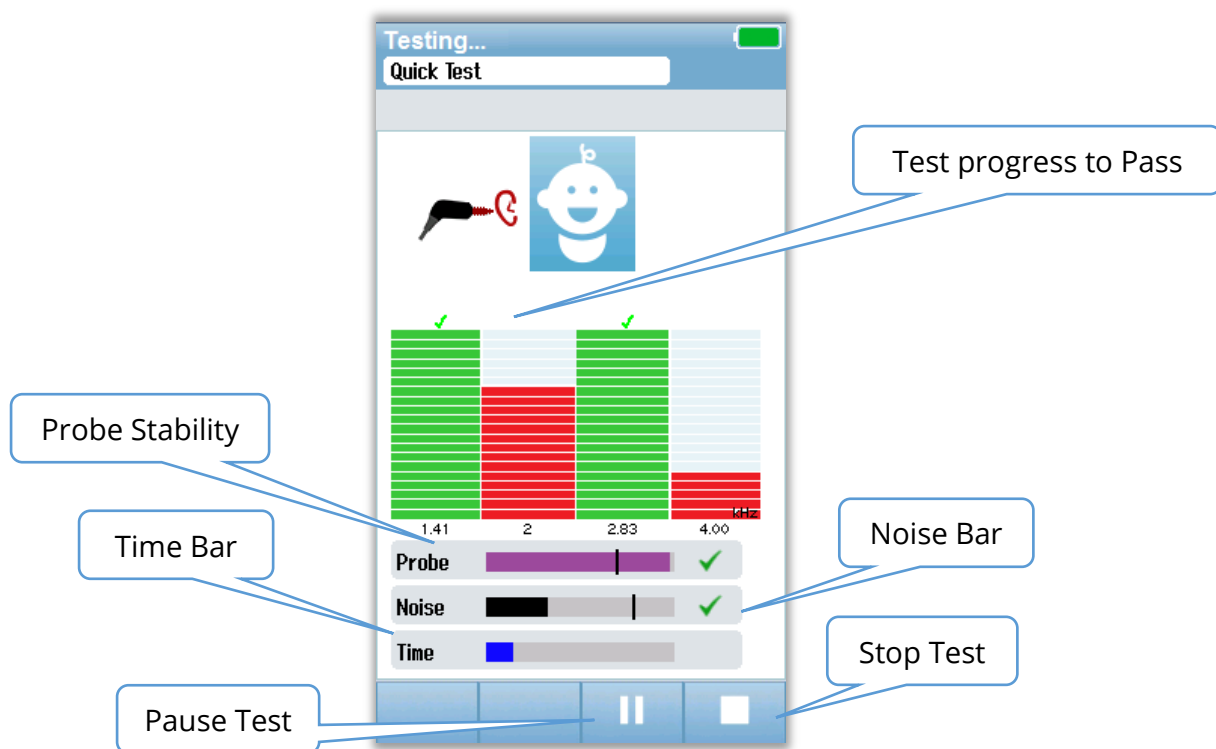 Testing...
Quick Test
Test progress to Pass
kHz
1.41 2 2.83 4.00
Probe Stability
Probe
Time Bar
Noise Bar
Noise
Time
Stop Test
Pause Test